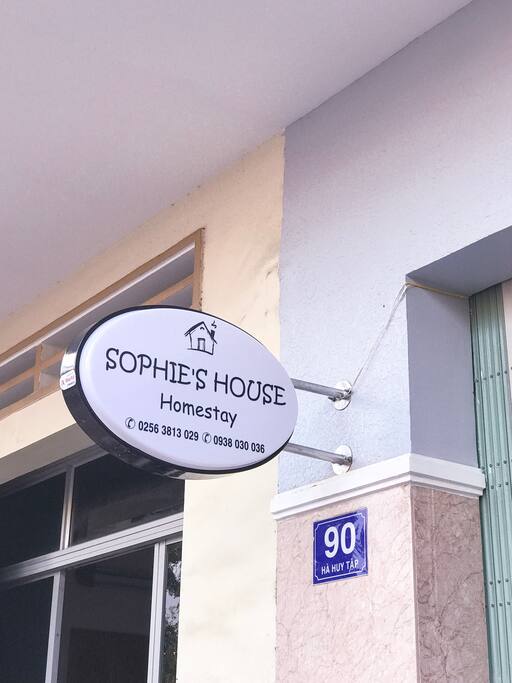 SOPHIE'S HOUSE
Homestay
✆ 0256 3813 029 ✆ 0938 030 036
90
HÀ HUY TẬP